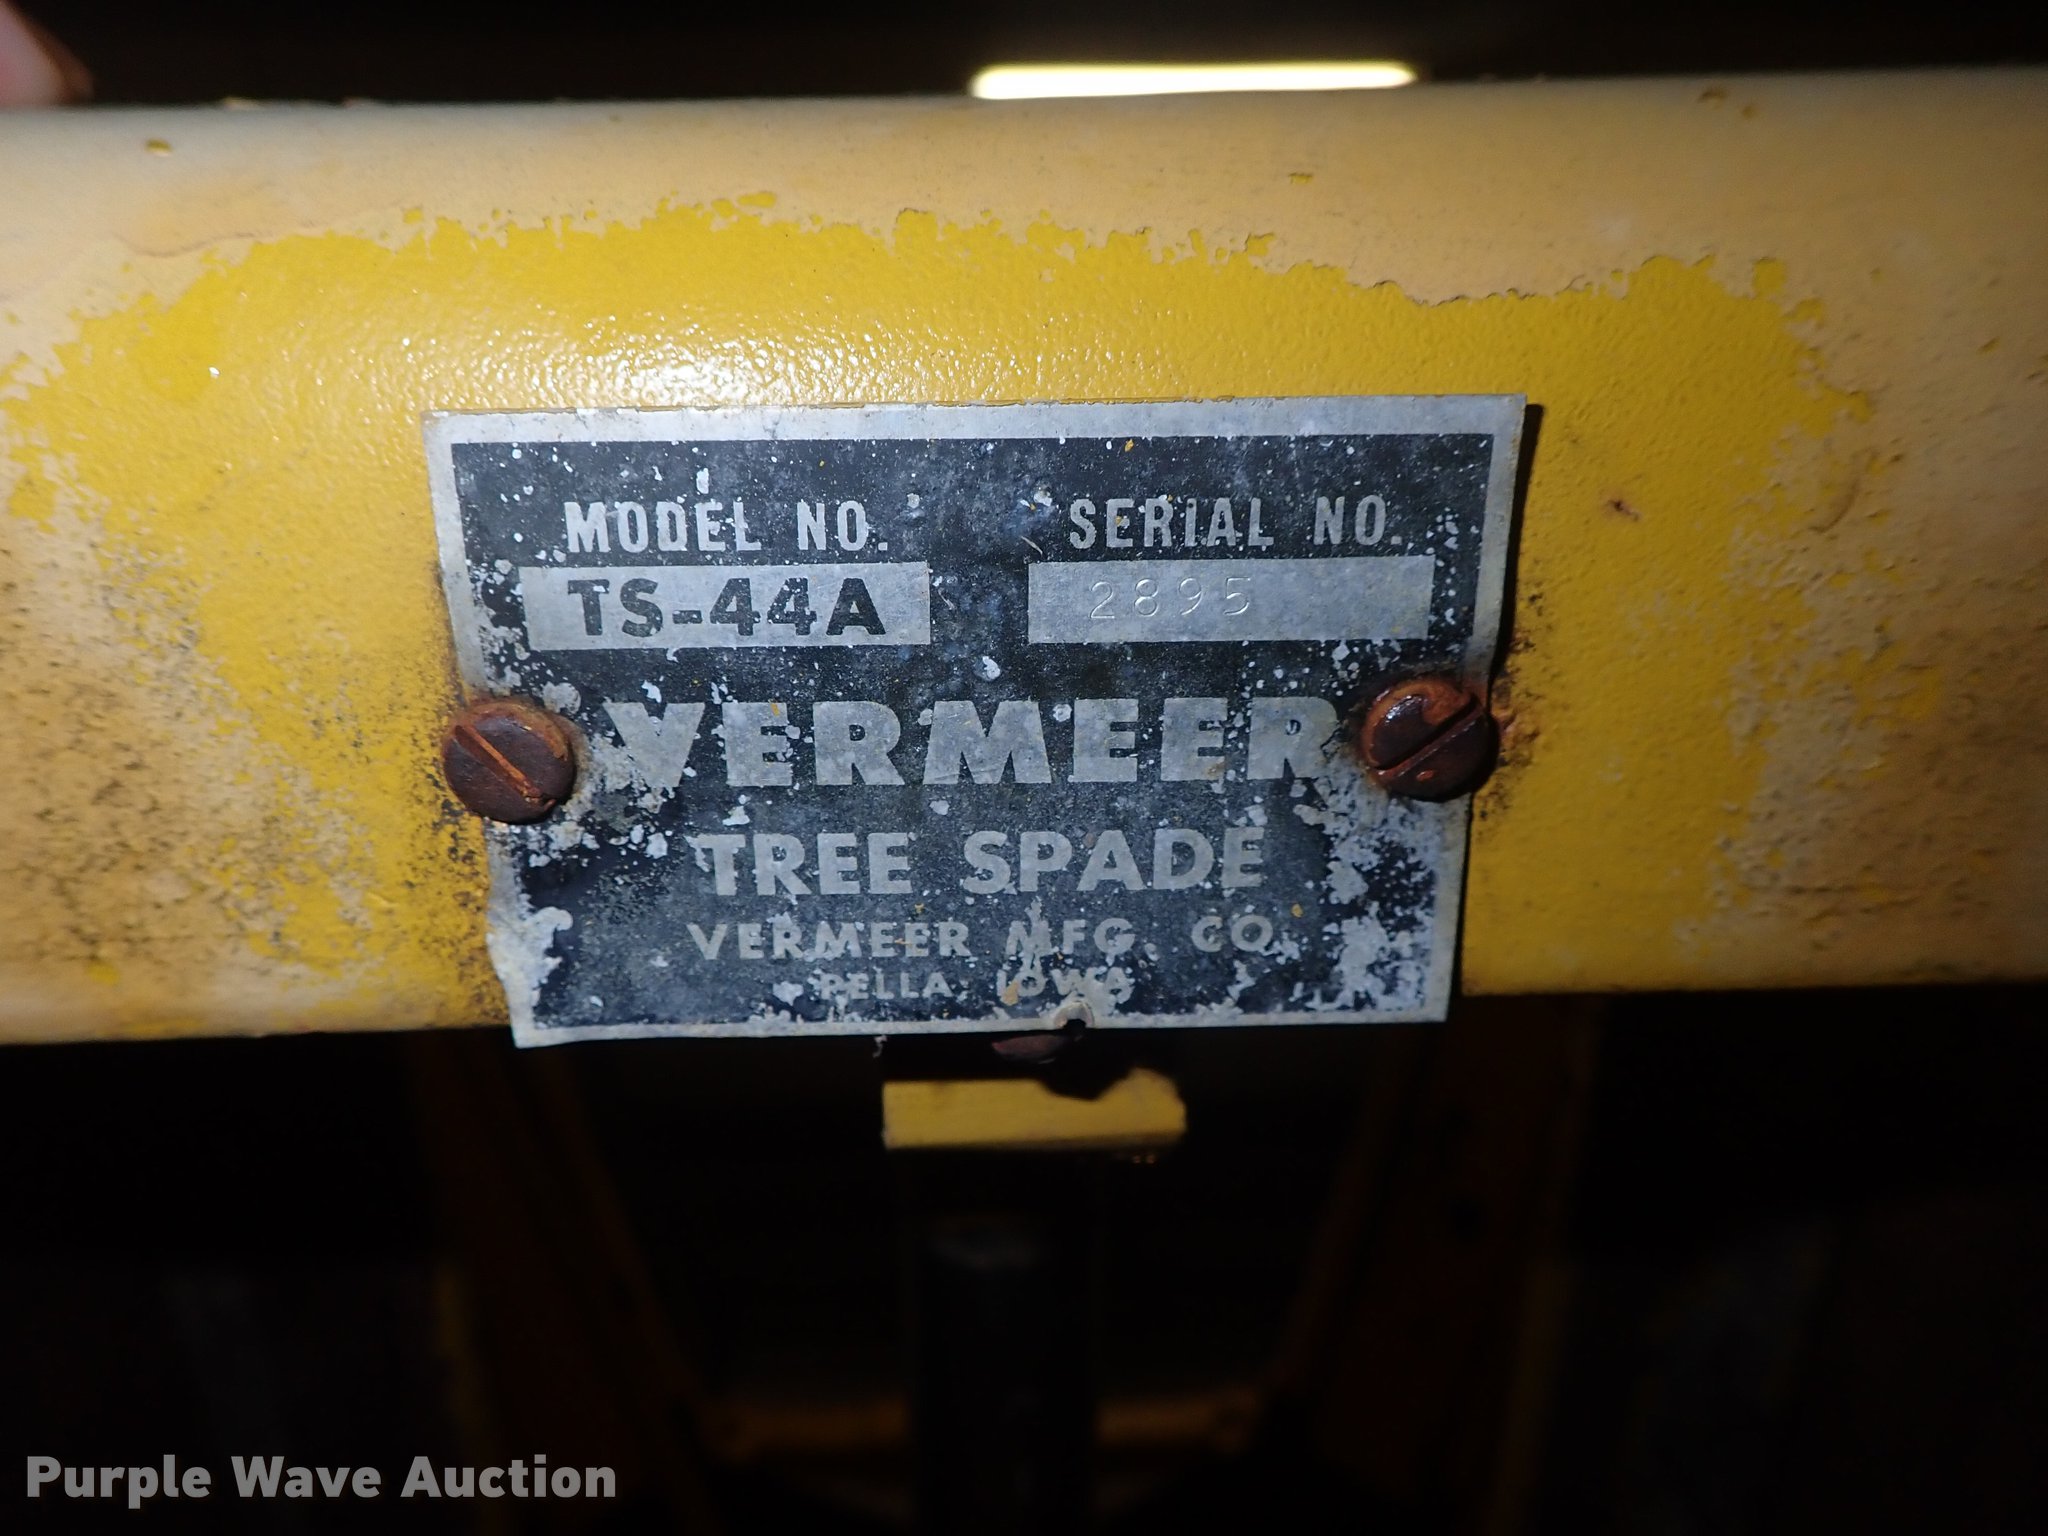 MODEL NO. SERIAL NO.
TS-44A 2895
VERMEER
TREE SPADE
VERMEER MFG. CO.
PELLA, IOWA
Purple Wave Auction